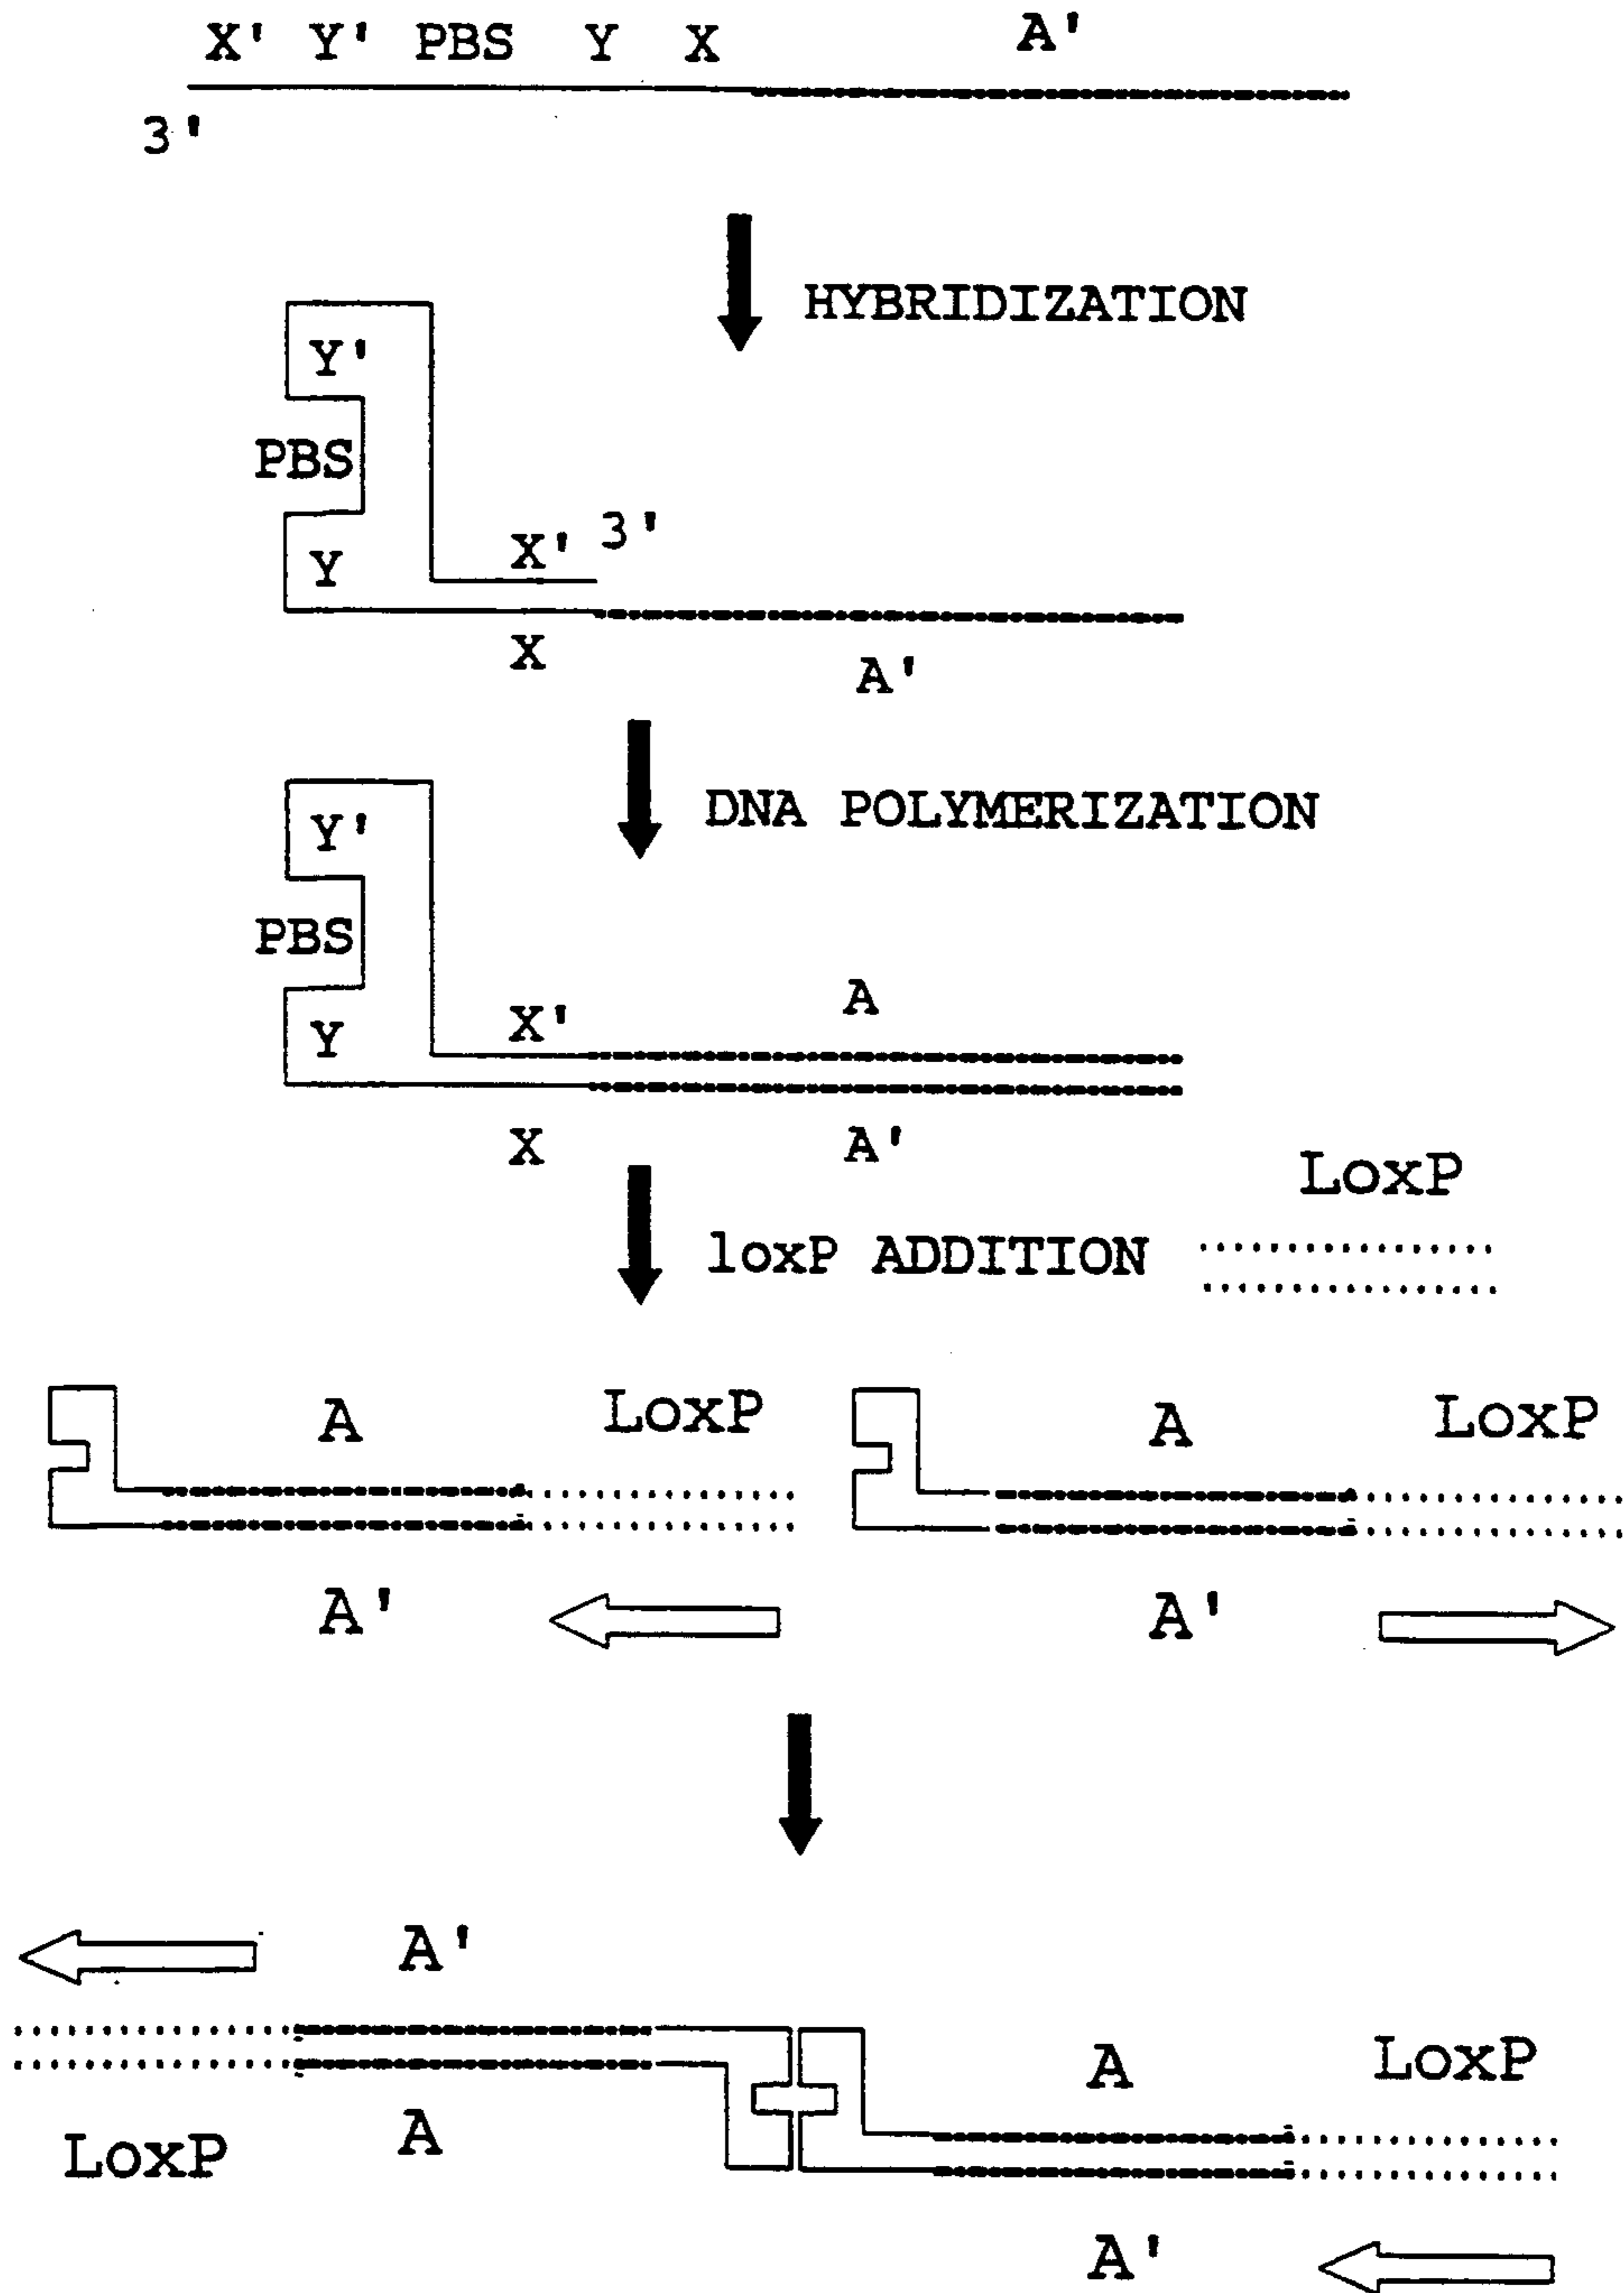 X' Y' PBS Y X A'
3'
HYBRIDIZATION
Y'
PBS
Y
X' 3'
X
A'
DNA POLYMERIZATION
Y'
PBS
Y
X'
A
X
A'
LoxP
loxP ADDITION
A LoxP A LoxP
A' A'
A'
A LoxP
LoxP A
A'